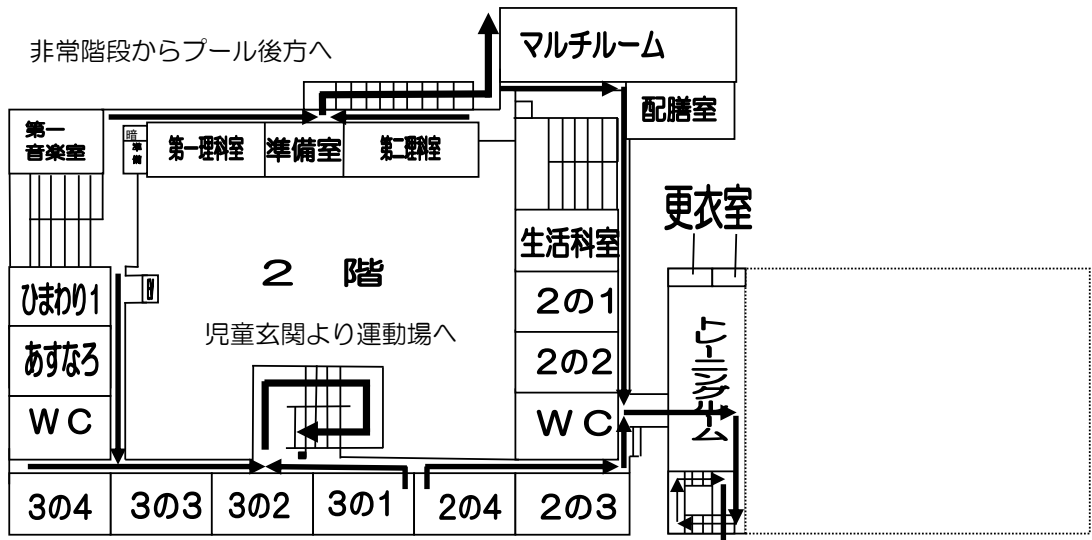 非常階段からプール後方へ
マルチルーム
配膳室
第一
音楽室
暗
準備
第一理科室
準備室
第二理科室
更衣室
生活科室
2 階
ひまわり1
2の1
児童玄関より運動場へ
トレーニングルーム
あすなろ
2の2
WC
WC
3の4
3の3
3の2
3の1
2の4
2の3